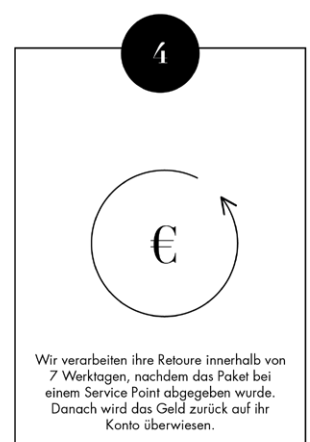 4
€
Wir verarbeiten ihre Retoure innerhalb von
7 Werktagen, nachdem das Paket bei
einem Service Point abgegeben wurde.
Danach wird das Geld zurück auf ihr
Konto überwiesen.